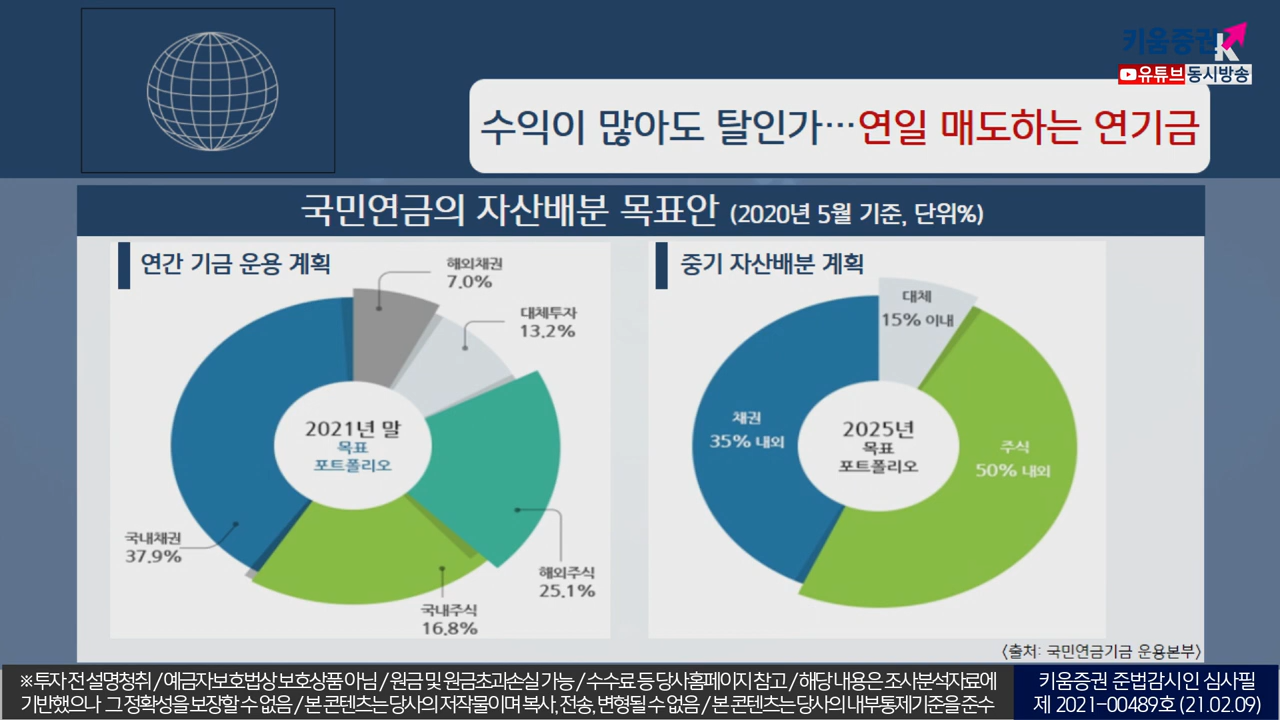 키움증권
유튜브 동시방송
수익이 많아도 탈인가…연일 매도하는 연기금
국민연금의 자산배분 목표안 (2020년 5월 기준, 단위%)
연간 기금 운용 계획
해외채권
7.0%
대체투자
13.2%
2021년 말
목표
포트폴리오
국내채권
37.9%
해외주식
25.1%
국내주식
16.8%
중기 자산배분 계획
대체
15% 이내
채권
35% 내외
2025년
목표
포트폴리오
주식
50% 내외
<출처: 국민연금기금 운용본부>
※ 투자 전 설명청취 / 예금자보호법상 보호상품 아님 / 원금 및 원금초과손실 가능 / 수수료 등 당사홈페이지 참고 / 해당 내용은 조사분석자료에
기반했으나 그 정확성을 보장할 수 없음 / 본 콘텐츠는 당사의 저작물이며 복사, 전송, 변형될 수 없음 / 본 콘텐츠는 당사의 내부통제기준을 준수
키움증권 준법감시인 심사필
제 2021-00489호 (21.02.09)